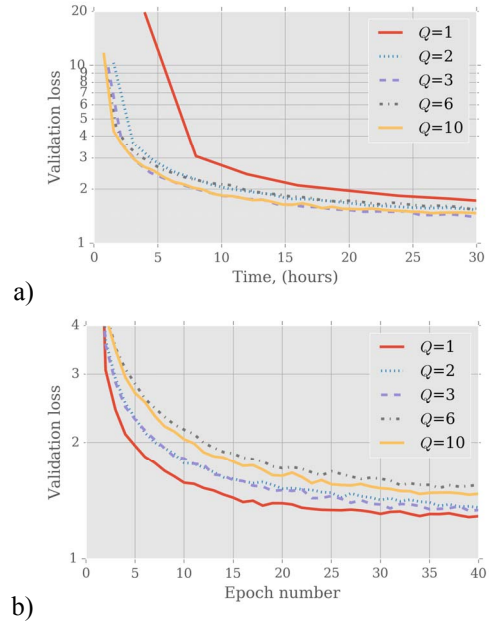 20
10
9
8
7
6
5
4
3
2
1
Validation loss
0 5 10 15 20 25 30
Time, (hours)
Q=1
Q=2
Q=3
Q=6
Q=10
a)
4
2
1
Validation loss
0 5 10 15 20 25 30 35 40
Epoch number
Q=1
Q=2
Q=3
Q=6
Q=10
b)